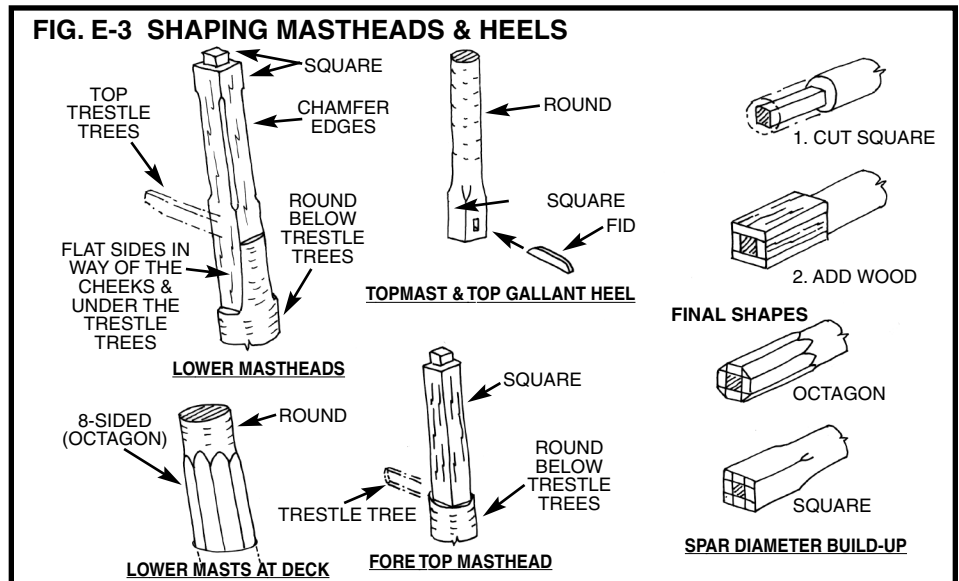 FIG. E-3 SHAPING MASTHEADS & HEELS
SQUARE
TOP
TRESTLE
TREES
CHAMFER
EDGES
ROUND
BELOW
TRESTLE
TREES
FLAT SIDES IN
WAY OF THE
CHEEKS &
UNDER THE
TRESTLE
TREES
LOWER MASTHEADS
ROUND
SQUARE
FID
TOPMAST & TOP GALLANT HEEL
8-SIDED
(OCTAGON)
ROUND
LOWER MASTS AT DECK
SQUARE
ROUND
BELOW
TRESTLE
TREES
TRESTLE TREE
FORE TOP MASTHEAD
1. CUT SQUARE
2. ADD WOOD
FINAL SHAPES
OCTAGON
SQUARE
SPAR DIAMETER BUILD-UP